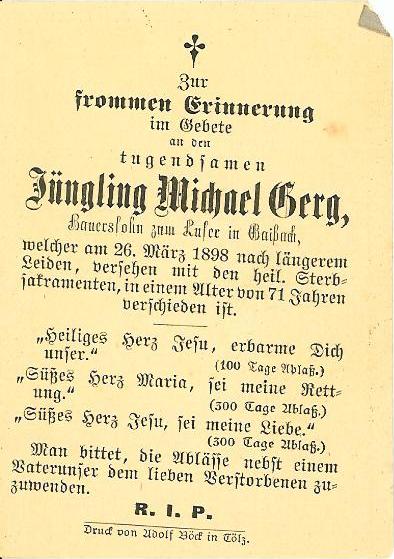 Zur
frommen Erinnerung
im Gebete
an den
tugendsamen
Jüngling Michael Gerg,
Bauerssohn zum Luser in Gaißach,
welcher am 26. März 1898 nach längerem
Leiden, versehen mit den heil. Sterb-
sakramenten, in einem Alter von 71 Jahren
verschieden ist.
„Heiliges Herz Jesu, erbarme Dich
unser.“
(100 Tage Ablaß.)
„Süßes Herz Maria, sei meine Rett-
ung.“
(300 Tage Ablaß.)
„Süßes Herz Jesu, sei meine Liebe.“
(300 Tage Ablaß.)
Man bittet, die Ablässe nebst einem
Vaterunser dem lieben Verstorbenen zu-
zuwenden.
R. I. P.
Druck von Adolf Böck in Tölz.